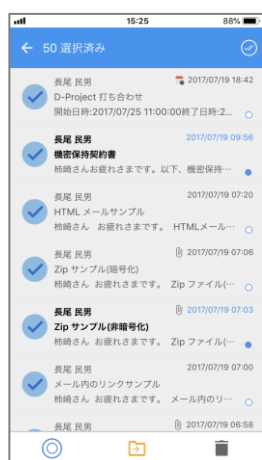 15:25
88%
50 選択済み
長尾 民男
2017/07/19 18:42
D-Project 打ち合わせ
開始日時:2017/07/25 11:00:00終了日時:2...
長尾 民男
2017/07/19 09:56
機密保持契約書
柿崎さんお疲れさまです。以下、機密保持…
長尾 民男
2017/07/19 07:20
HTML メールサンプル
柿崎さん お疲れさまです。 HTMLメール…
長尾 民男
2017/07/19 07:06
Zip サンプル(暗号化)
柿崎さん お疲れさまです。 Zip ファイル(…
長尾 民男
2017/07/19 07:03
Zip サンプル(非暗号化)
柿崎さん お疲れさまです。 Zip ファイル(…
長尾 民男
2017/07/19 07:00
メール内のリンクサンプル
柿崎さん お疲れさまです。 メール内のリ…
長尾 民男
2017/07/19 06:58